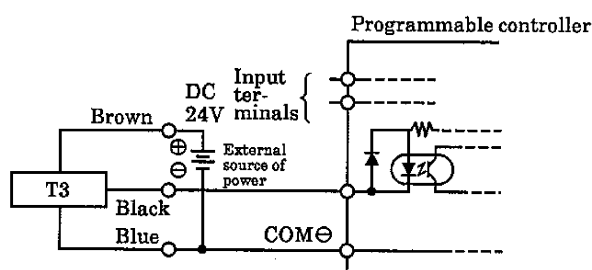 Programmable controller
Input
ter-
minals
DC
24V
Brown
⊕
⊖
External
source of
power
T3
Black
Blue
COM⊖